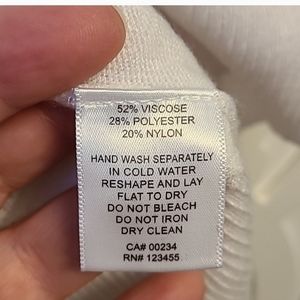 52% VISCOSE
28% POLYESTER
20% NYLON
HAND WASH SEPARATELY
IN COLD WATER
RESHAPE AND LAY
FLAT TO DRY
DO NOT BLEACH
DO NOT IRON
DRY CLEAN
CA# 00234
RN# 123455